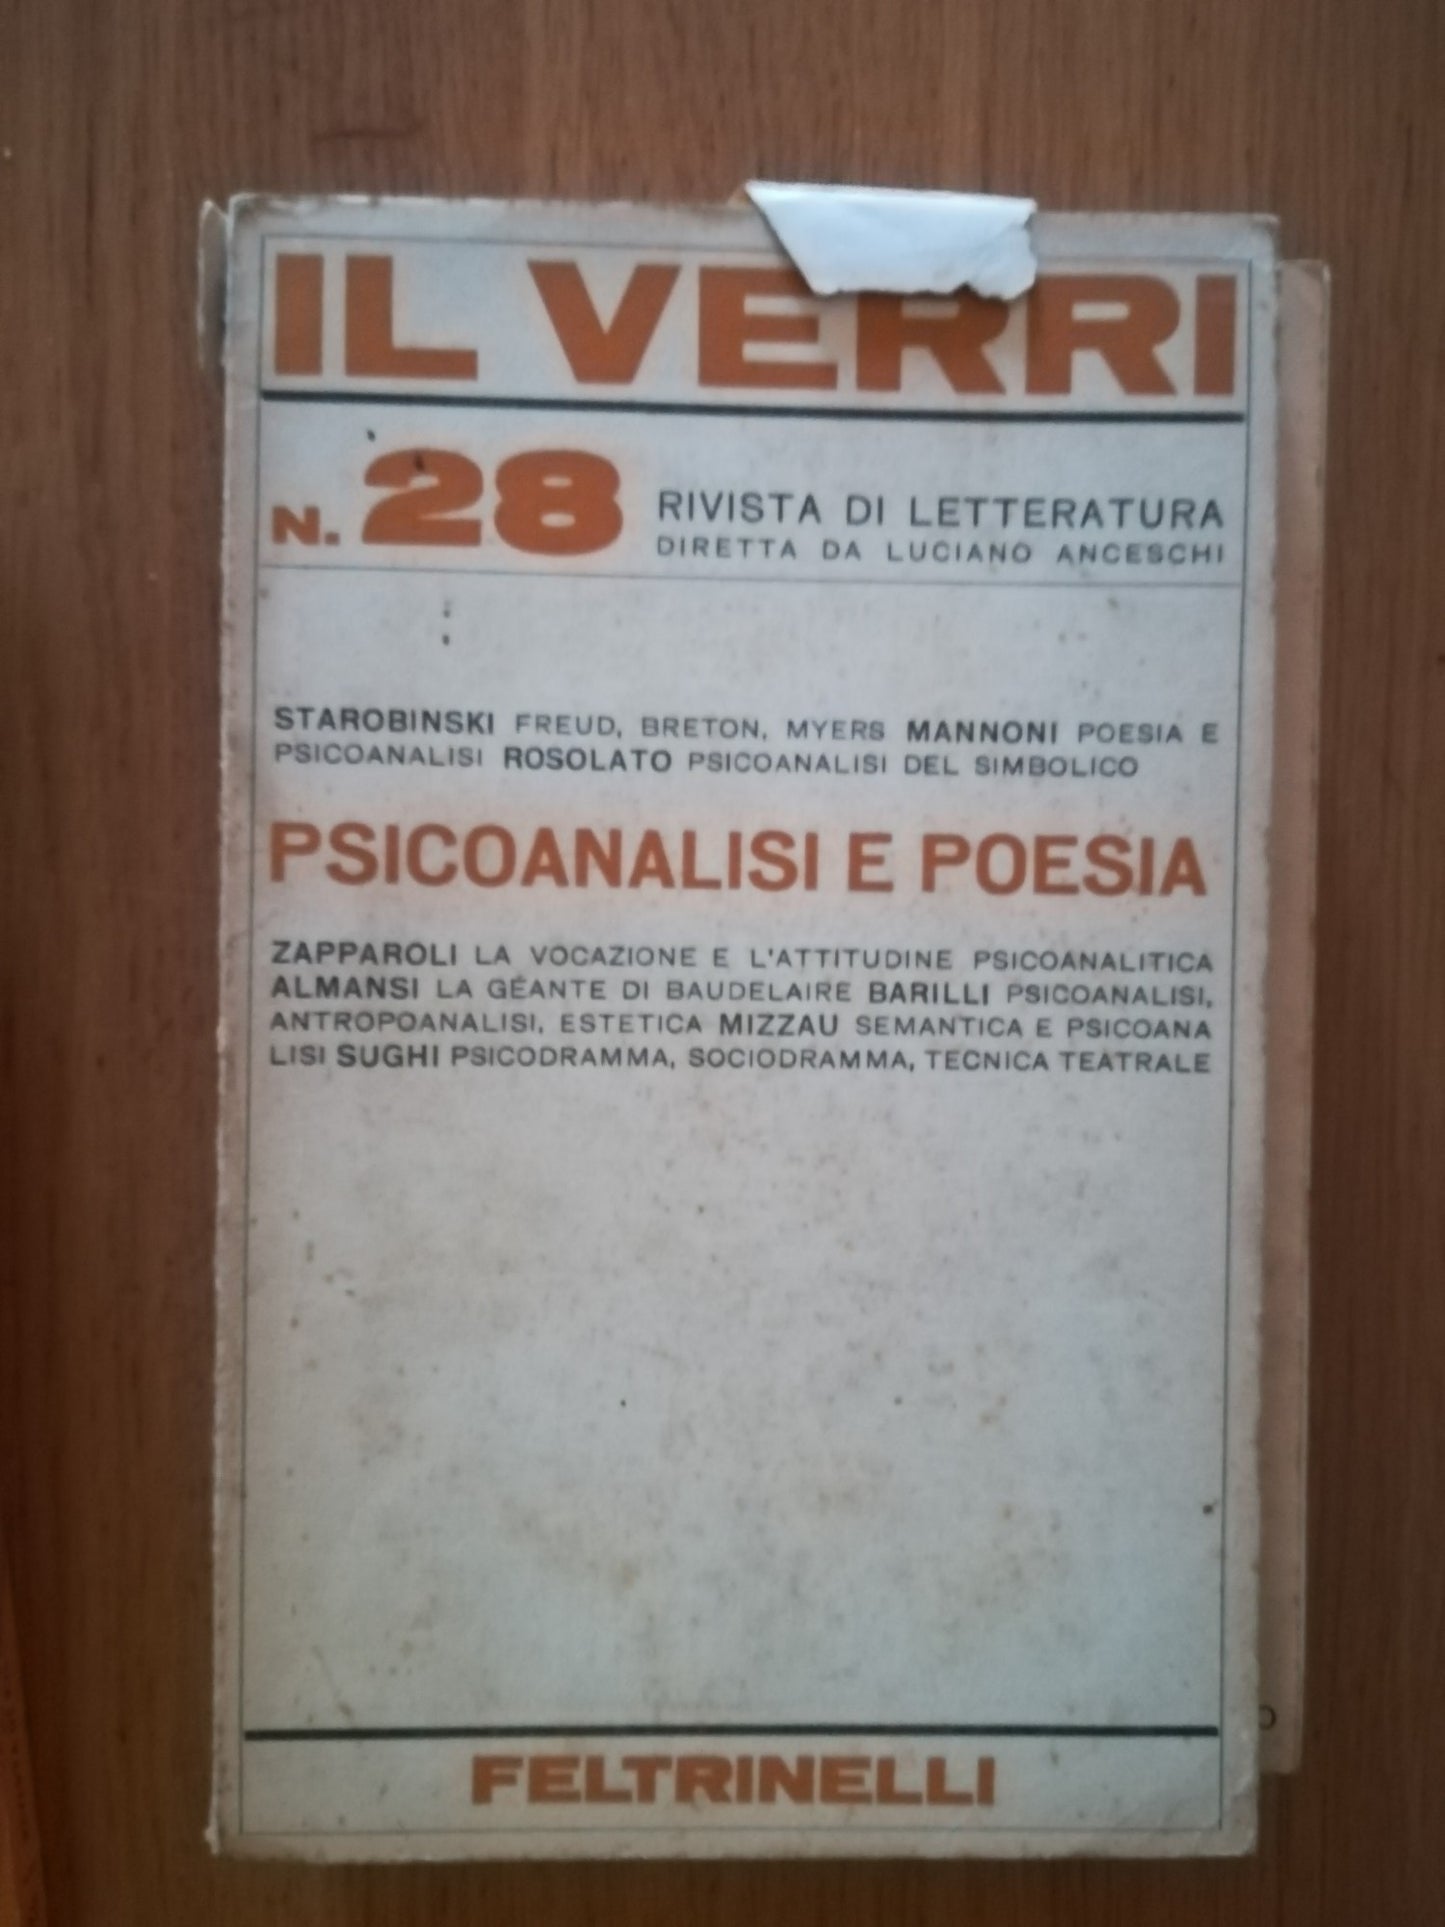 IL VERRI
N. 28
RIVISTA DI LETTERATURA
DIRETTA DA LUCIANO ANCESCHI
STAROBINSKI FREUD, BRETON, MYERS MANNONI POESIA E
PSICOANALISI ROSOLATO PSICOANALISI DEL SIMBOLICO
PSICOANALISI E POESIA
ZAPPAROLI LA VOCAZIONE E L'ATTITUDINE PSICOANALITICA
ALMANSI LA GÉANTE DI BAUDELAIRE BARILLI PSICOANALISI,
ANTROPOANALISI, ESTETICA MIZZAU SEMANTICA E PSICOANA
LISI SUGHI PSICODRAMMA, SOCIODRAMMA, TECNICA TEATRALE
FELTRINELLI